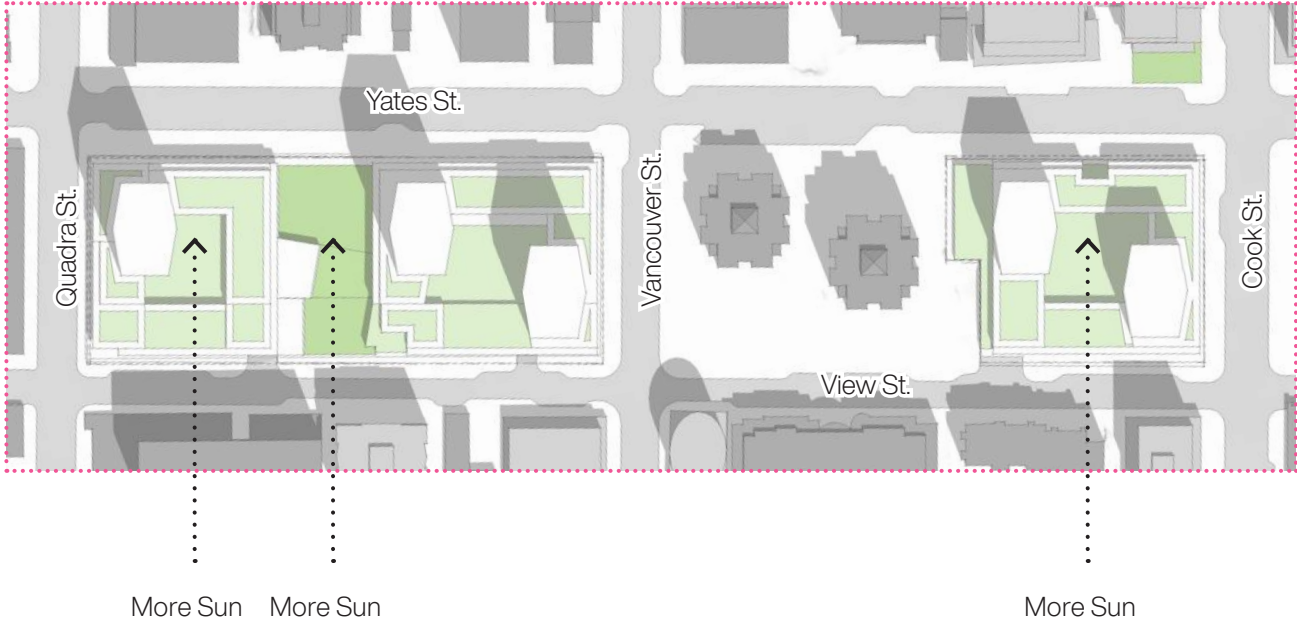 Yates St.
Quadra St.
Vancouver St.
Cook St.
View St.
More Sun
More Sun
More Sun